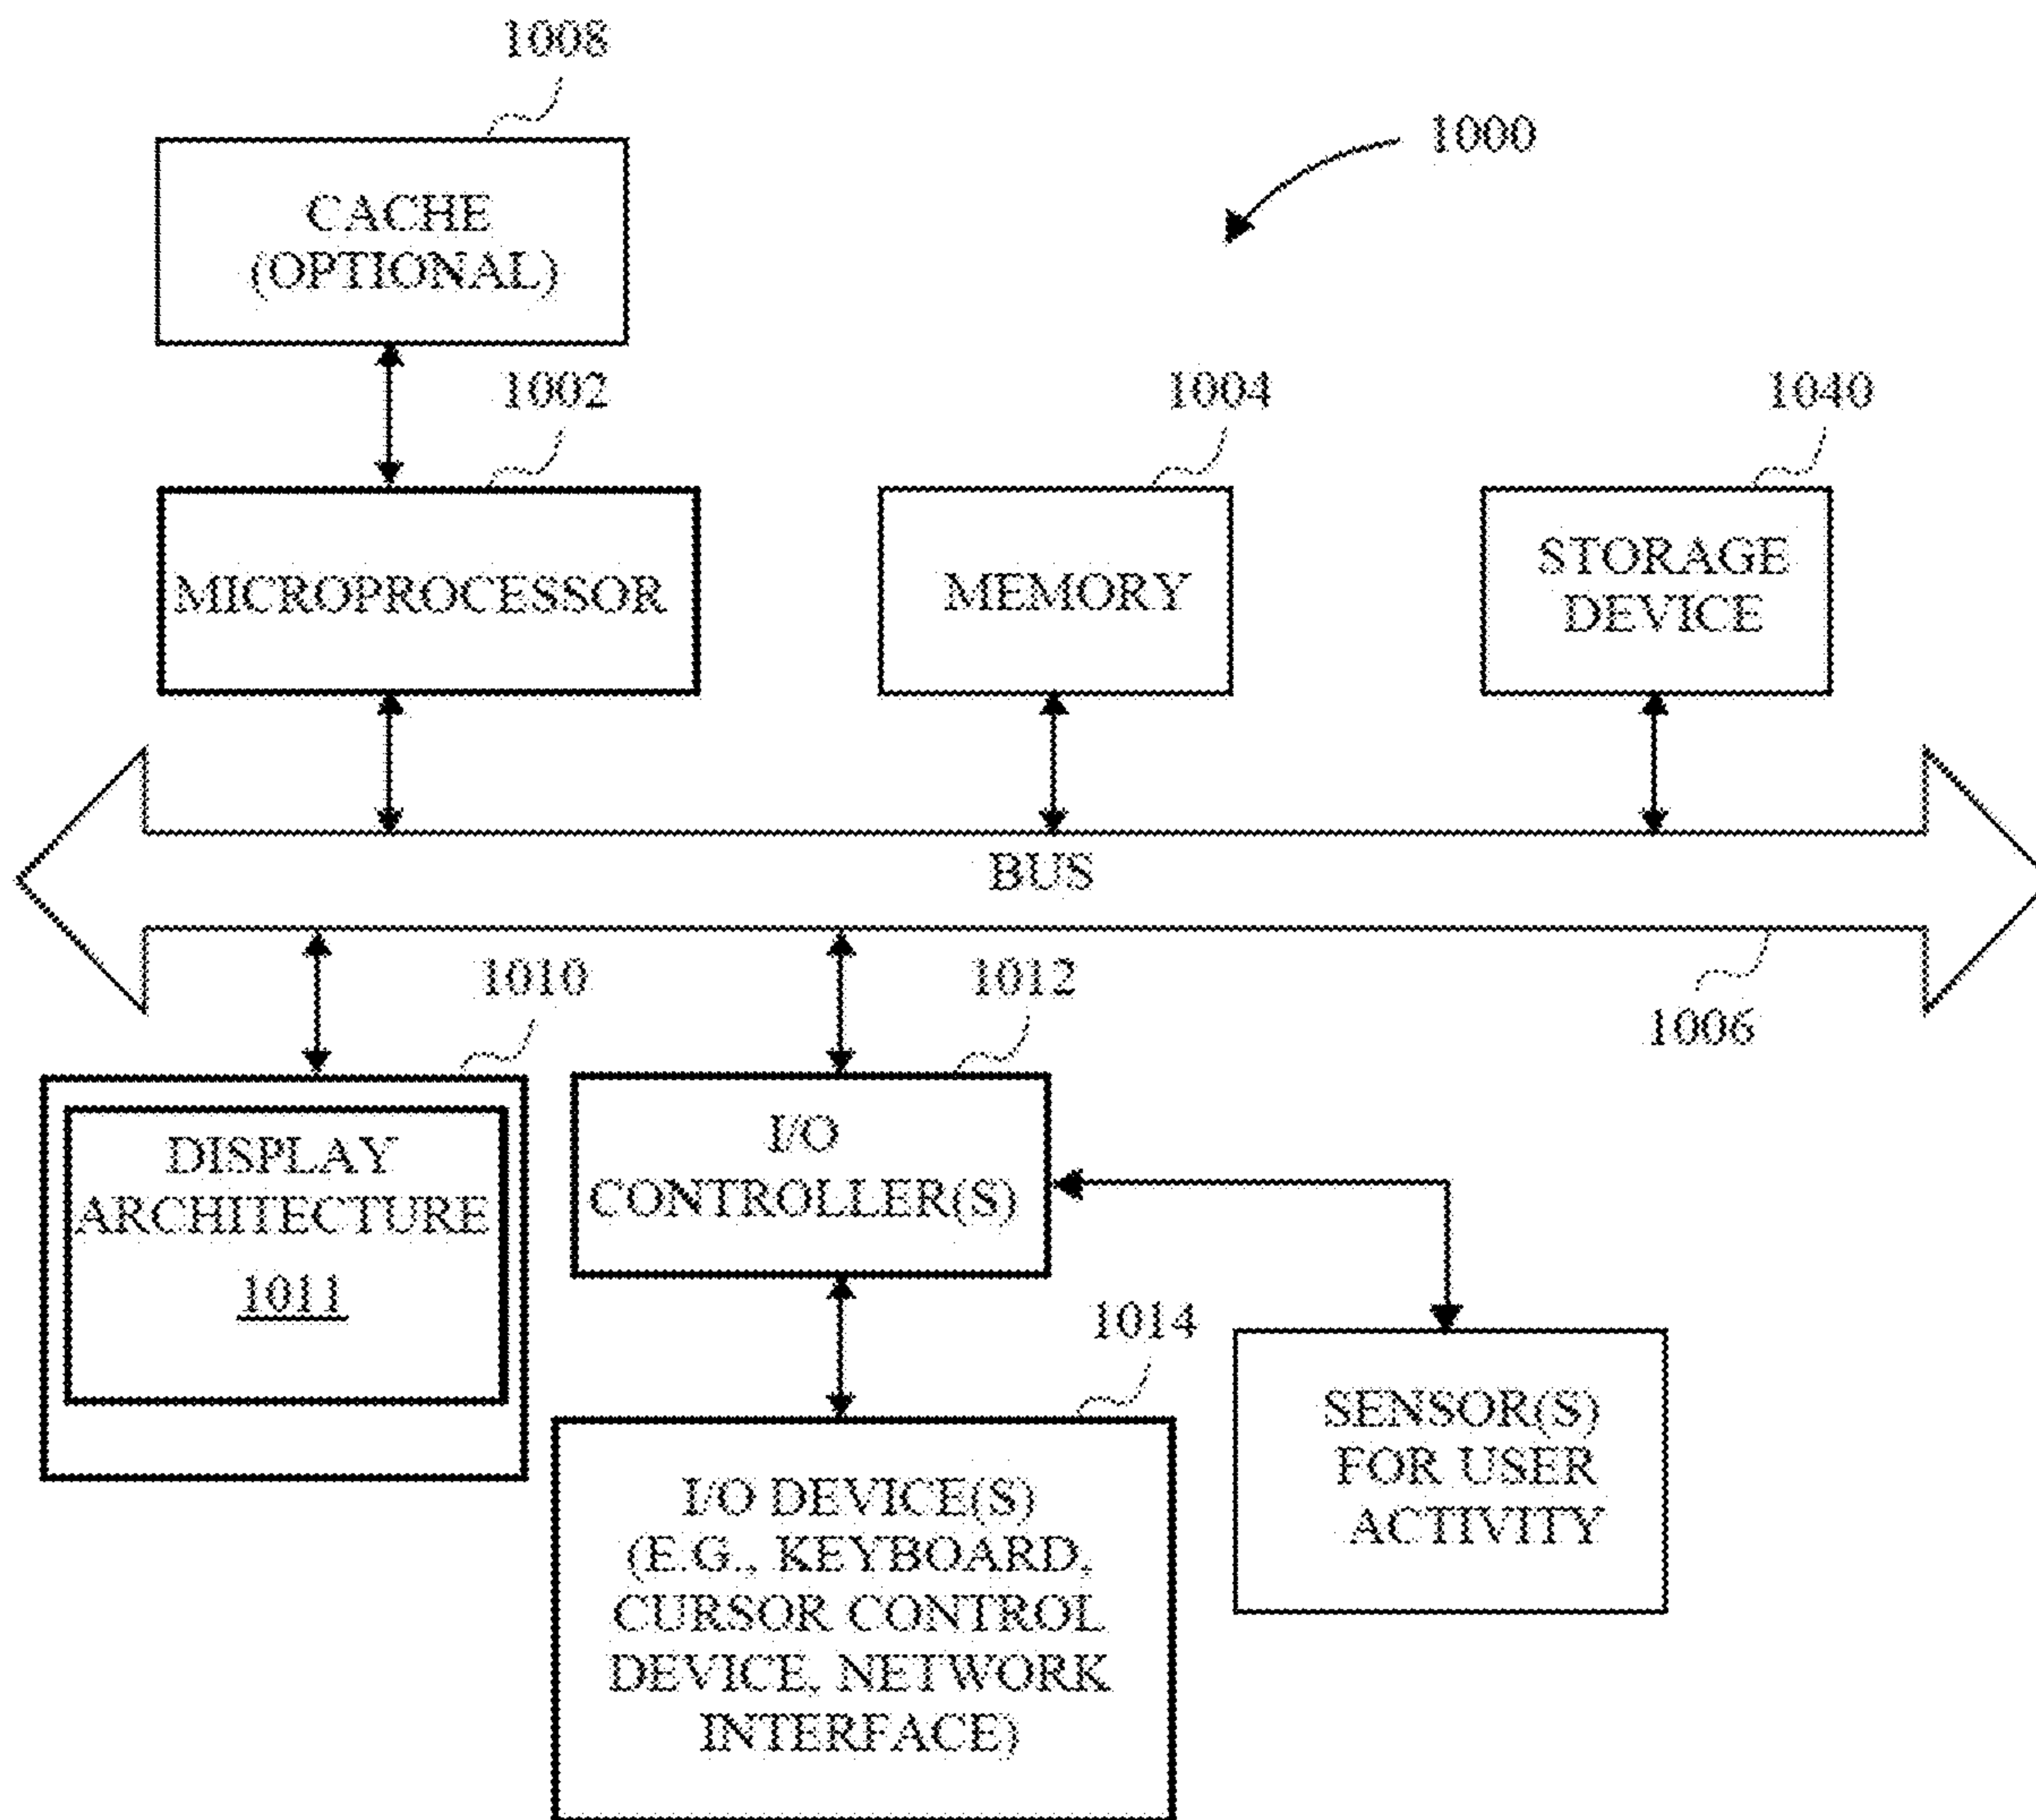 1008
1000
CACHE
(OPTIONAL)
1002
1004
1040
MICROPROCESSOR
MEMORY
STORAGE
DEVICE
BUS
1010
1012
1006
DISPLAY
ARCHITECTURE
1011
I/O
CONTROLLER(S)
1014
SENSOR(S)
FOR USER
ACTIVITY
I/O DEVICE(S)
(E.G., KEYBOARD,
CURSOR CONTROL
DEVICE, NETWORK
INTERFACE)